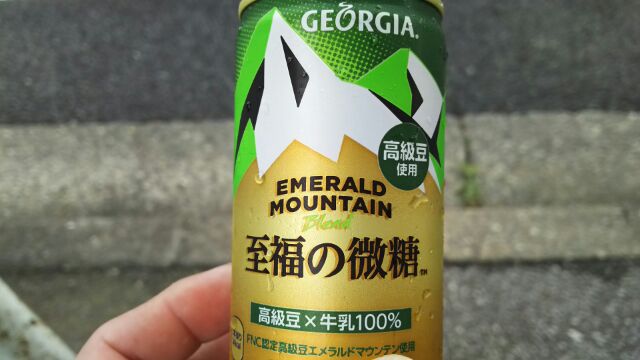 GEORGIA®
高級豆
使用
EMERALD
MOUNTAIN
Blend
至福の微糖™
高級豆×牛乳100%
FNC認定高級豆エメラルドマウンテン使用